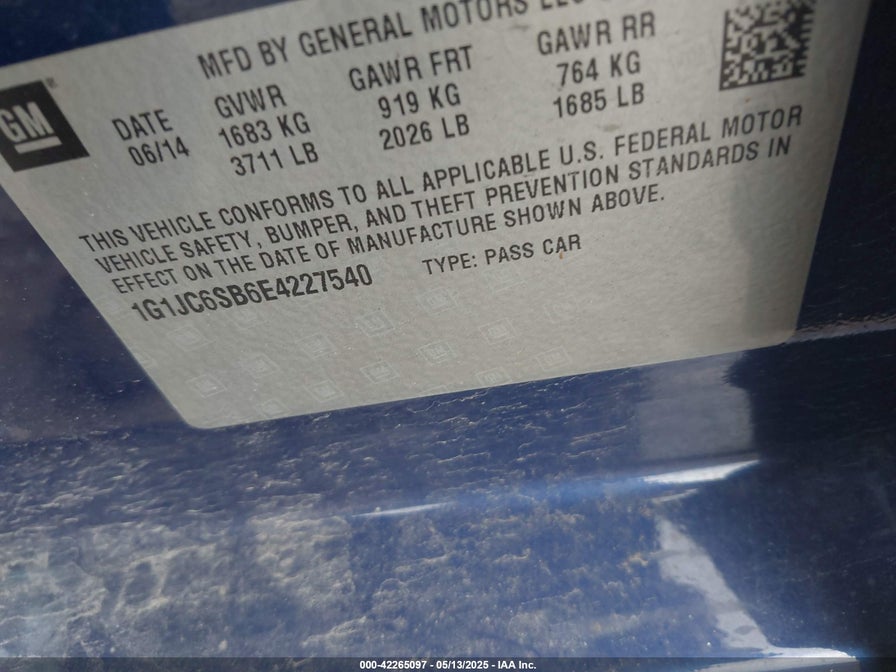 MFD BY GENERAL MOTORS LLC
GM
®
DATE GVWR GAWR FRT GAWR RR
06/14 1683 KG 919 KG 764 KG
3711 LB 2026 LB 1685 LB
THIS VEHICLE CONFORMS TO ALL APPLICABLE U.S. FEDERAL MOTOR
VEHICLE SAFETY, BUMPER, AND THEFT PREVENTION STANDARDS IN
EFFECT ON THE DATE OF MANUFACTURE SHOWN ABOVE.
1G1JC6SB6E4227540 TYPE: PASS CAR
000-42265097 - 05/13/2025 - IAA Inc.